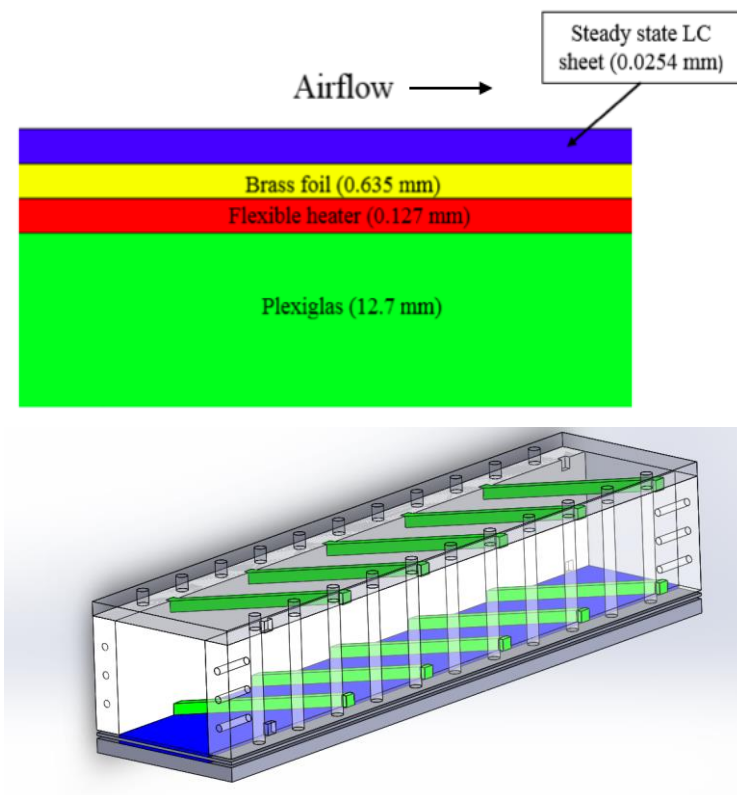 Steady state LC
sheet (0.0254 mm)
Airflow
Brass foil (0.635 mm)
Flexible heater (0.127 mm)
Plexiglas (12.7 mm)